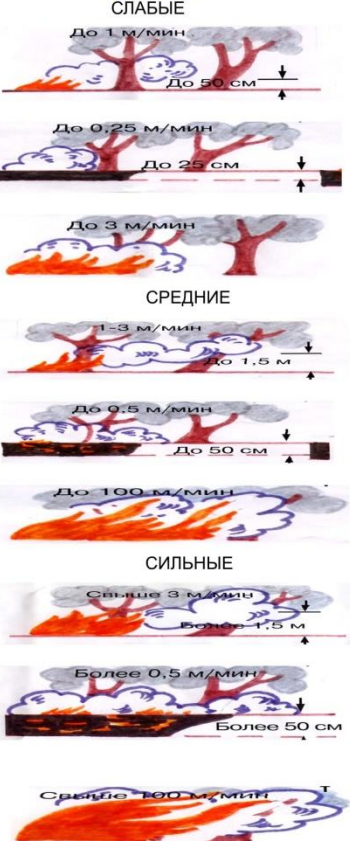 СЛАБЫЕ
До 1 м/мин
До 50 см
До 0,25 м/мин
До 25 см
До 3 м/мин
СРЕДНИЕ
1-3 м/мин
До 1,5 м
До 0,5 м/мин
До 50 см
До 100 м/мин
СИЛЬНЫЕ
Свыше 3 м/мин
Более 1,5 м
Более 0,5 м/мин
Более 50 см
Свыше 100 м/мин